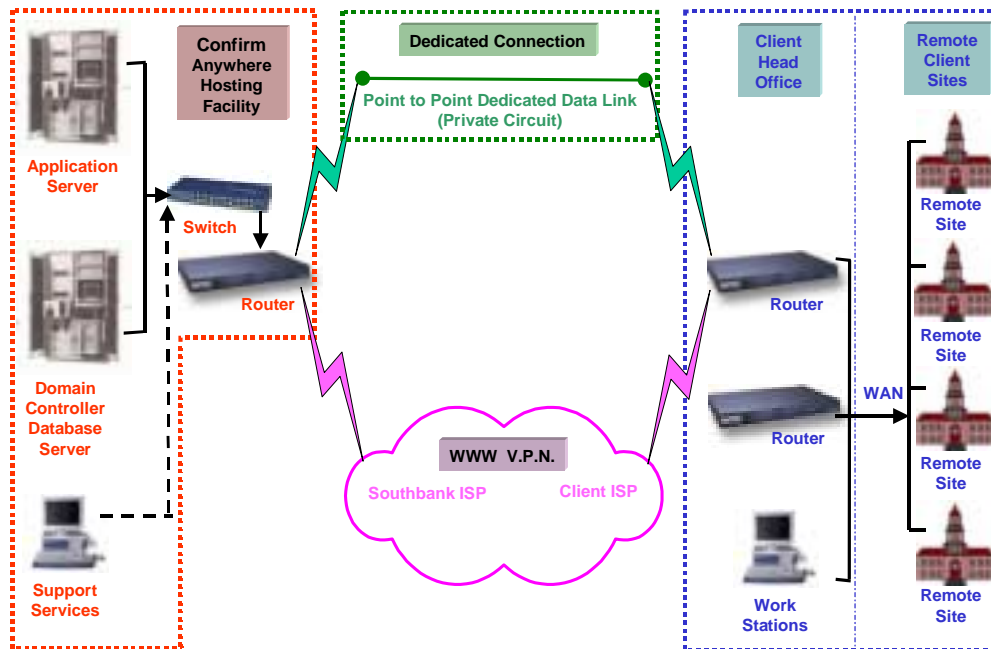 Confirm
Anywhere
Hosting
Facility
Application
Server
Switch
Router
Domain
Controller
Database
Server
Support
Services
Dedicated Connection
Point to Point Dedicated Data Link
(Private Circuit)
WWW V.P.N.
Southbank ISP
Client ISP
Client
Head
Office
Router
Router
Work
Stations
WAN
Remote
Client
Sites
Remote
Site
Remote
Site
Remote
Site
Remote
Site